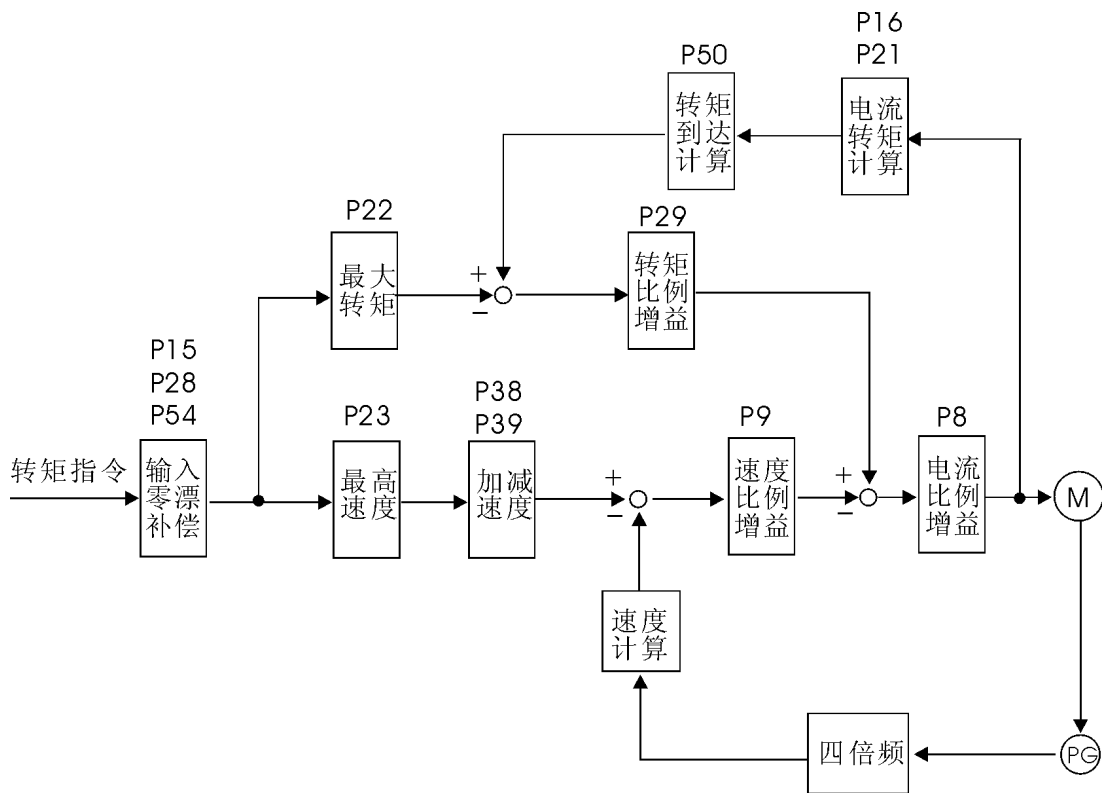 P16
P50
P21
转矩
到达
计算
电流
转矩
计算
P22
P29
最大
转矩
+
−
转矩
比例
增益
P15
P28
P54
P23
P38
P39
P9
P8
转矩指令
输入
零漂
补偿
最高
速度
加减
速度
+
−
速度
比例
增益
+
−
电流
比例
增益
M
速度
计算
四倍频
PG